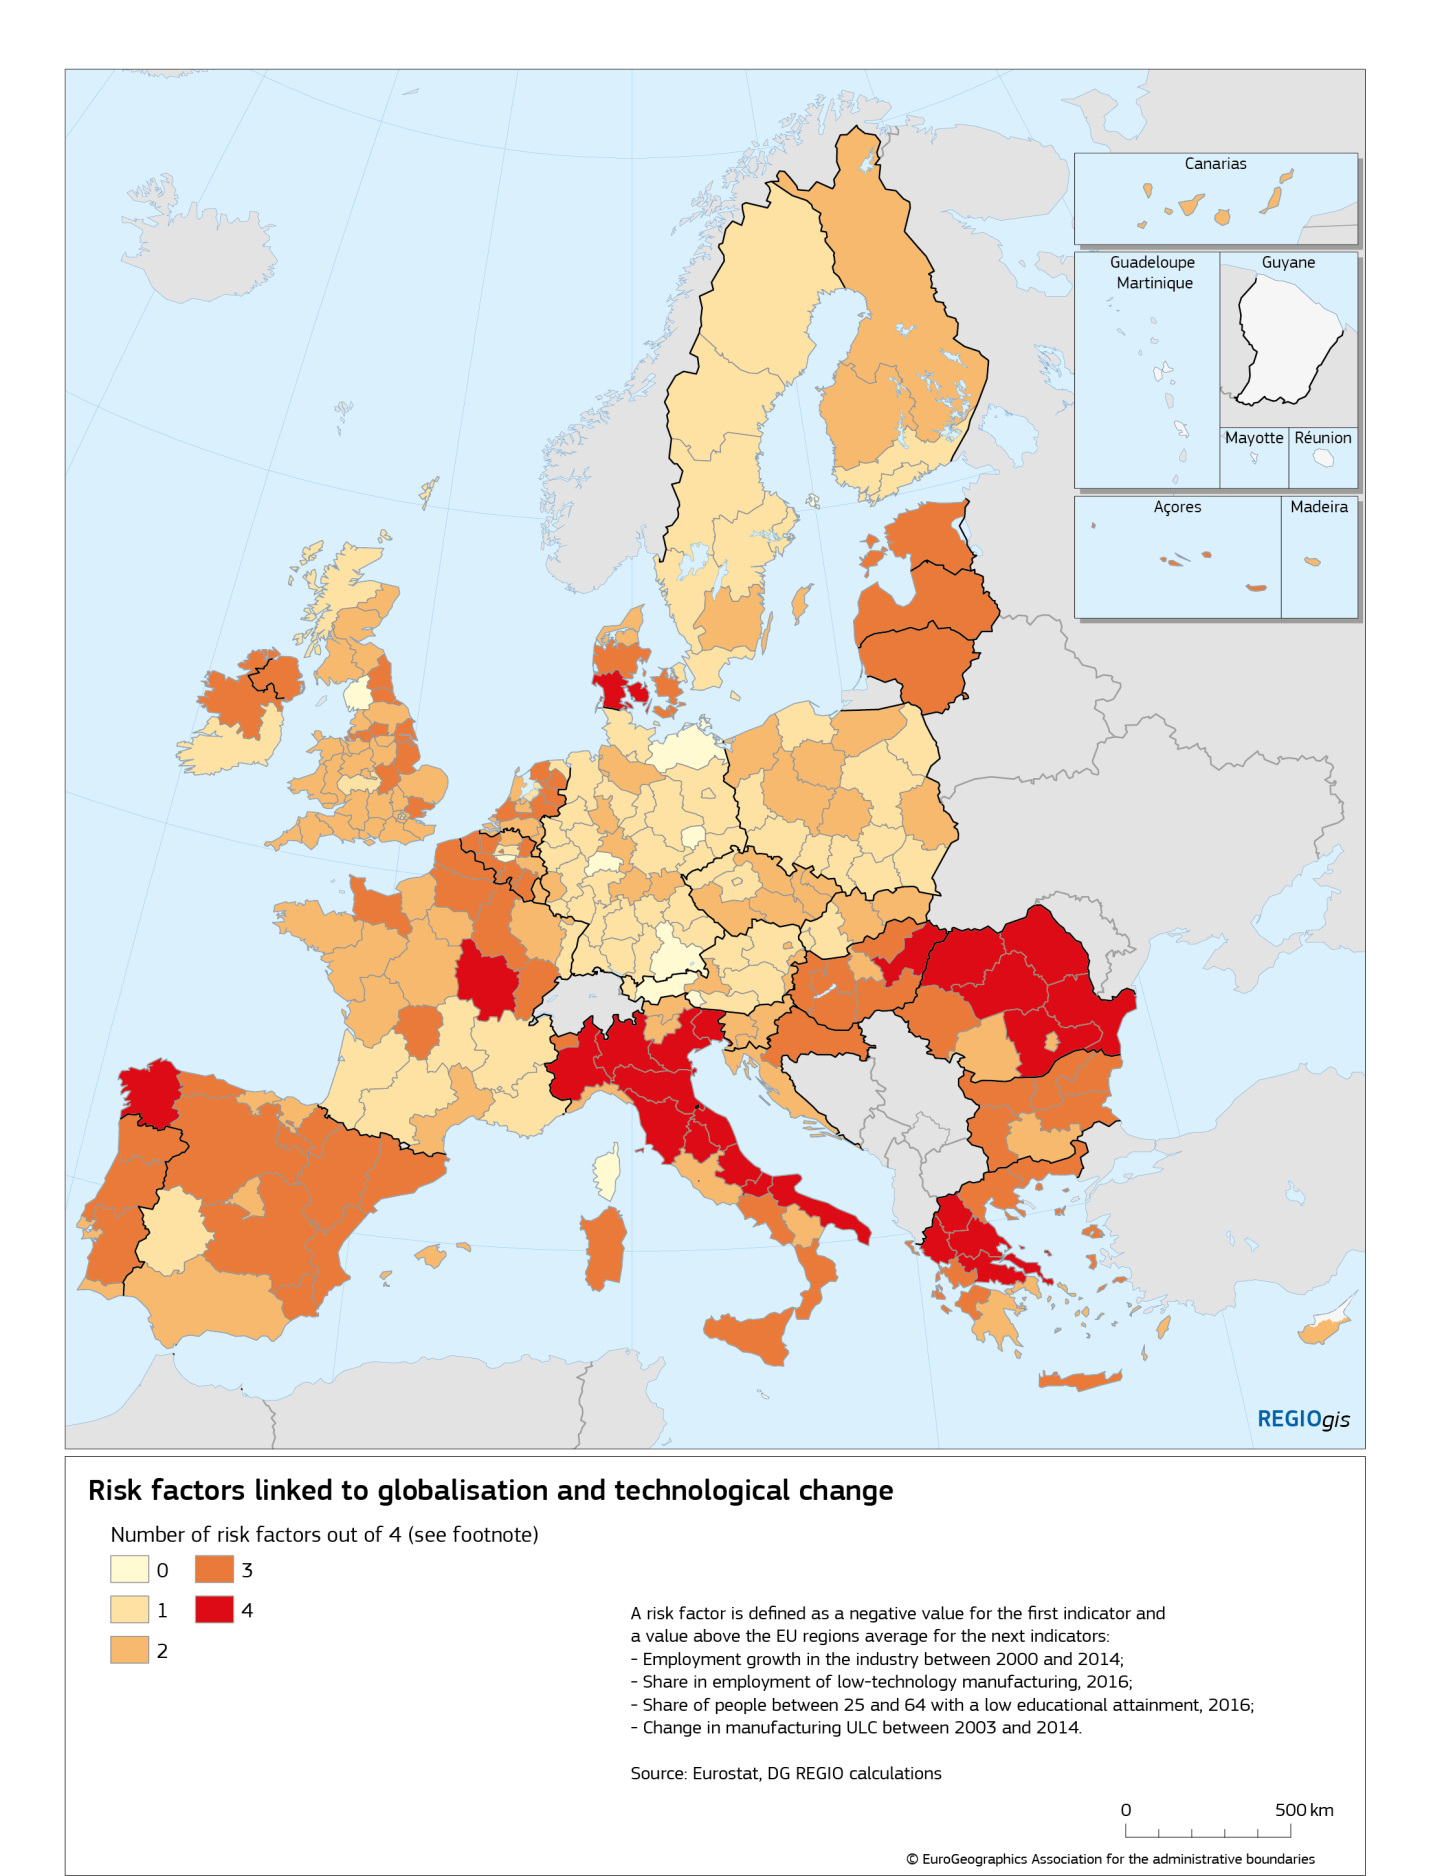 Canarias
Guadeloupe
Martinique
Guyane
Mayotte
Réunion
Açores
Madeira
REGIOgis
Risk factors linked to globalisation and technological change
Number of risk factors out of 4 (see footnote)
0
3
1
4
2
A risk factor is defined as a negative value for the first indicator and
a value above the EU regions average for the next indicators:
- Employment growth in the industry between 2000 and 2014;
- Share in employment of low-technology manufacturing, 2016;
- Share of people between 25 and 64 with a low educational attainment, 2016;
- Change in manufacturing ULC between 2003 and 2014.
Source: Eurostat, DG REGIO calculations
0
500 km
© EuroGeographics Association for the administrative boundaries